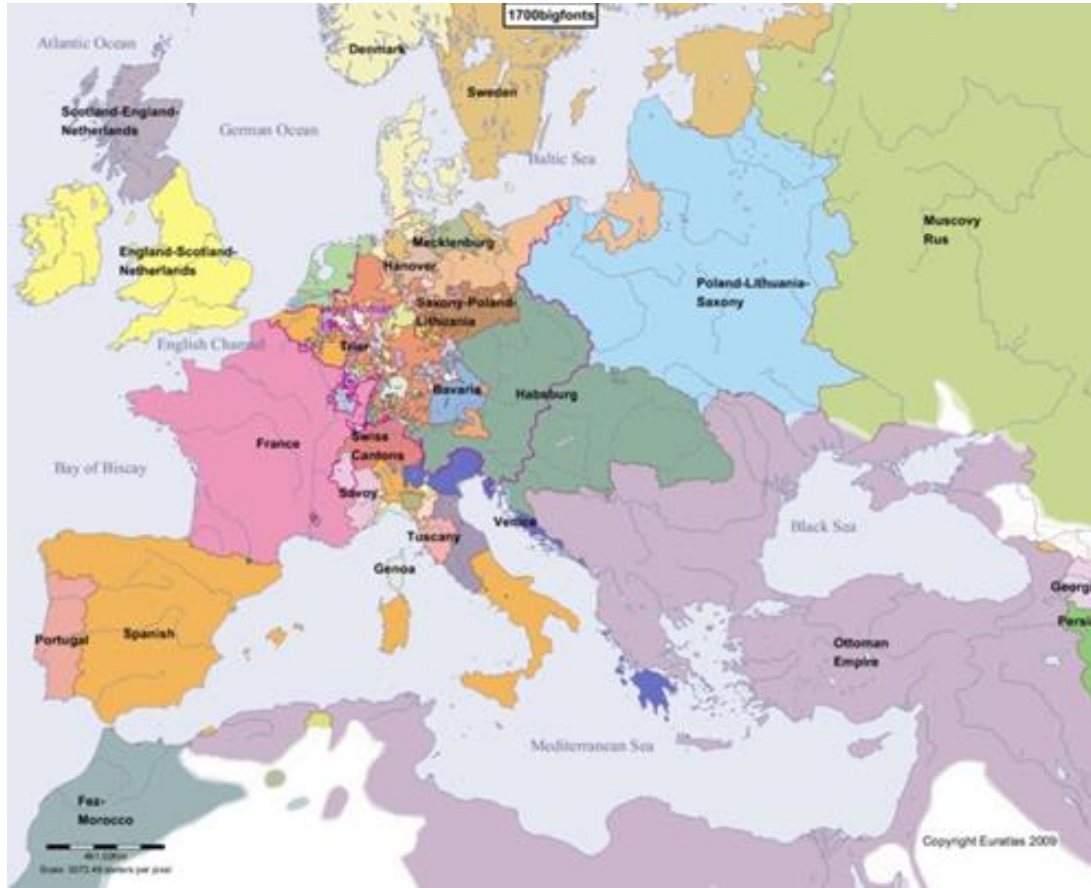 1700bigfonts
Atlantic Ocean
Denmark
Sweden
Scotland-England-
Netherlands
German Ocean
Baltic Sea
Muscovy
Rus
England-Scotland-
Netherlands
Mecklenburg
Hanover
Poland-Lithuania-
Saxony
Saxony-Poland-
Lithuania
English Channel
Trier
Bavaria
Habsburg
France
Swiss
Cantons
Bay of Biscay
Savoy
Venice
Black Sea
Tuscany
Genoa
Georgia
Persi
Portugal
Spanish
Ottoman
Empire
Mediterranean Sea
Fez-
Morocco
Copyright Euratlas 2009